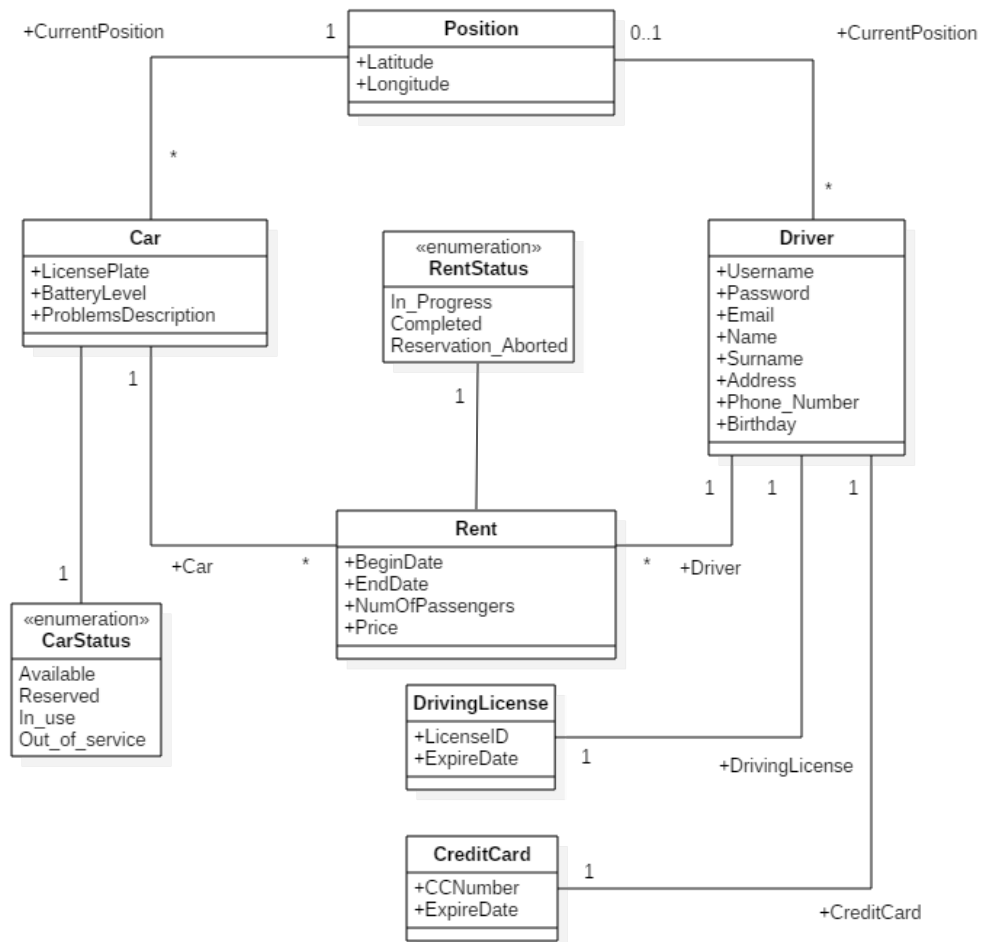 +CurrentPosition
1
Position
0..1
+CurrentPosition
+Latitude
+Longitude
*
*
Car
+LicensePlate
+BatteryLevel
+ProblemsDescription
«enumeration»
RentStatus
In_Progress
Completed
Reservation_Aborted
Driver
+Username
+Password
+Email
+Name
+Surname
+Address
+Phone_Number
+Birthday
1
1
1
1
1
Rent
+BeginDate
+EndDate
+NumOfPassengers
+Price
+Car
*
*
+Driver
1
«enumeration»
CarStatus
Available
Reserved
In_use
Out_of_service
DrivingLicense
+LicenseID
+ExpireDate
1
+DrivingLicense
CreditCard
+CCNumber
+ExpireDate
1
+CreditCard